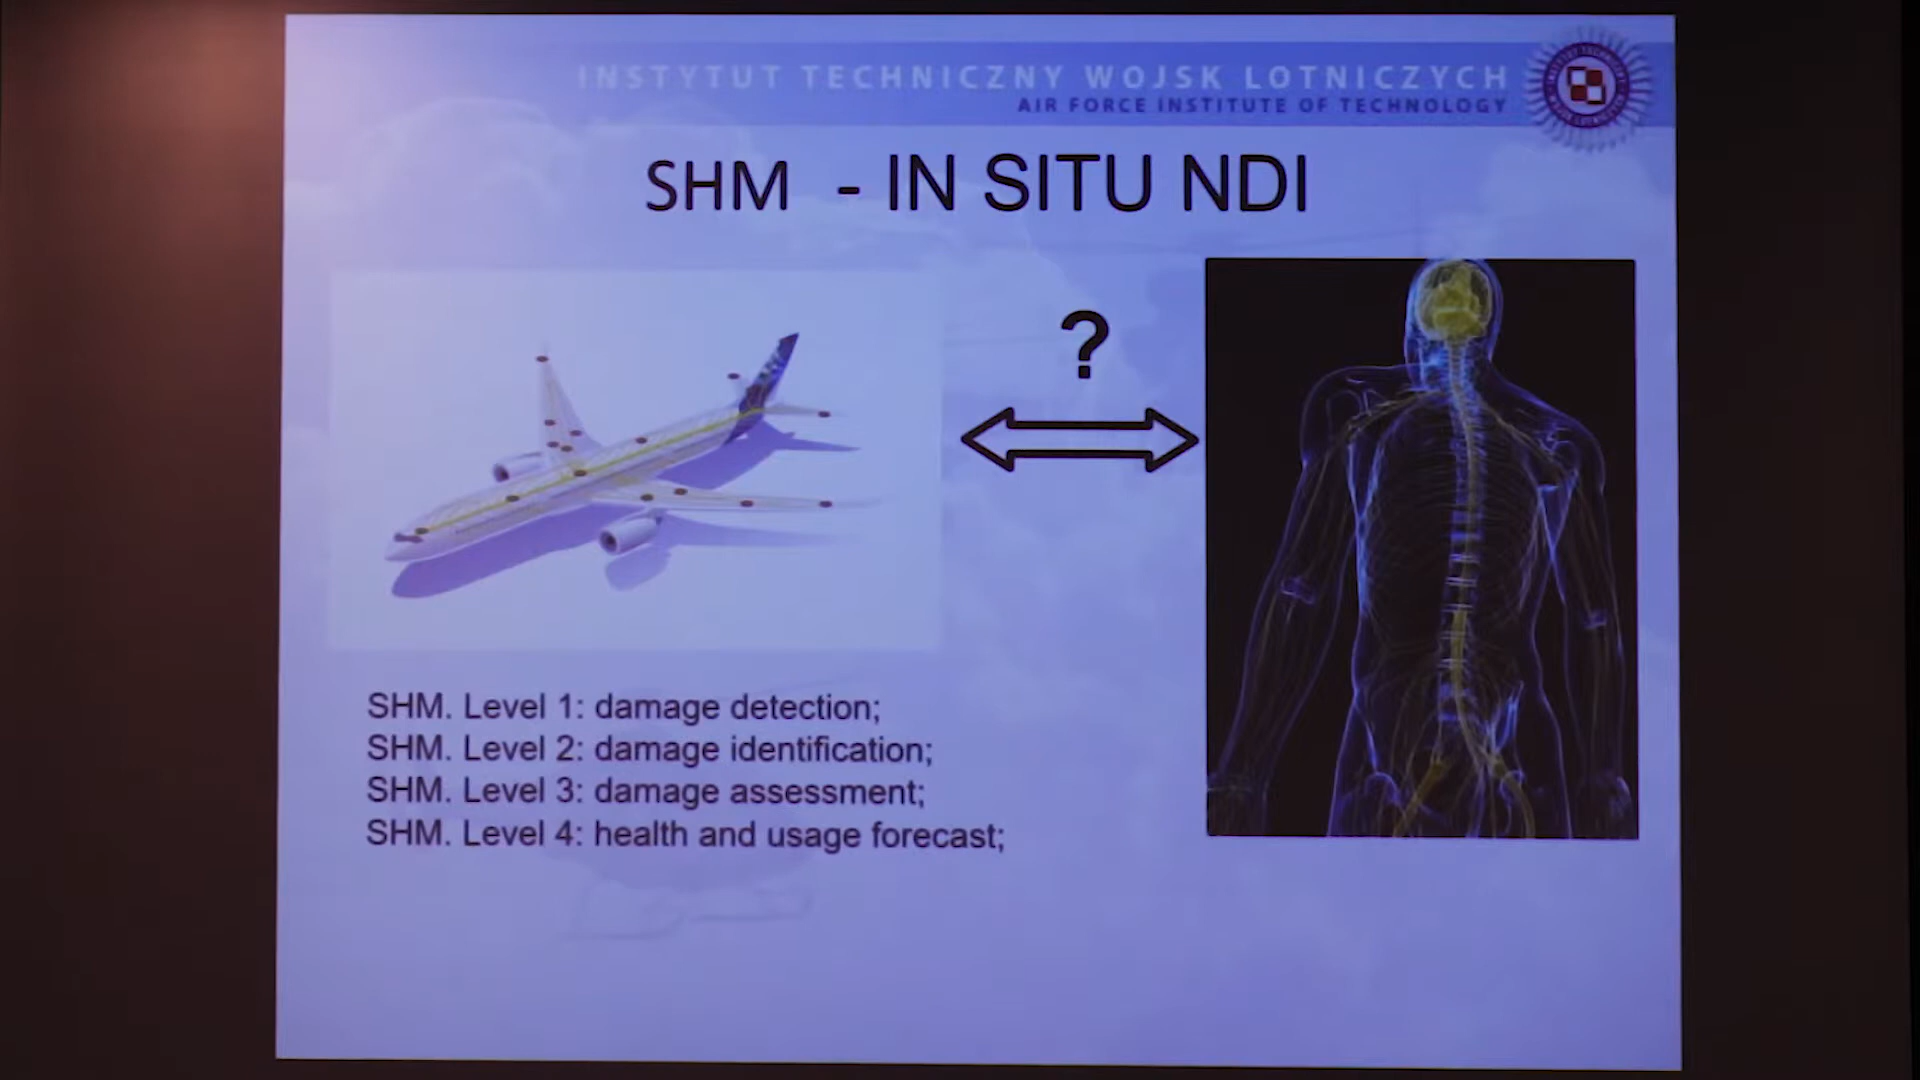 INSTYTUT TECHNICZNY WOJSK LOTNICZYCH
AIR FORCE INSTITUTE OF TECHNOLOGY
SHM - IN SITU NDI
?
SHM. Level 1: damage detection;
SHM. Level 2: damage identification;
SHM. Level 3: damage assessment;
SHM. Level 4: health and usage forecast;